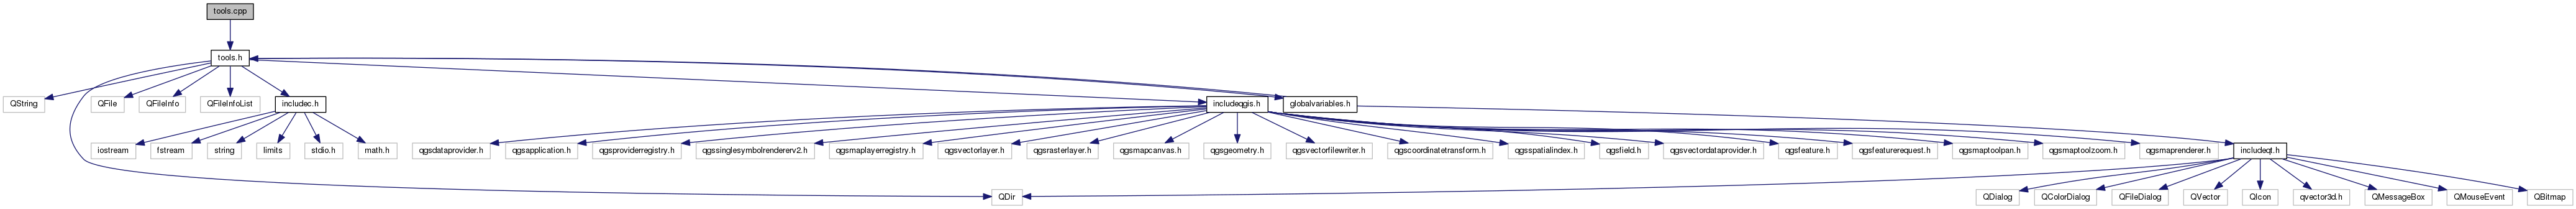 tools.cpp
tools.h
QString
QFile
QFileInfo
QFileInfoList
includec.h
includeqgis.h
globalvariables.h
iostream
fstream
string
limits
stdio.h
math.h
qgsdataprovider.h
qgsapplication.h
qgsproviderregistry.h
qgssinglesymbolrendererv2.h
qgsmaplayerregistry.h
qgsvectorlayer.h
qgsrasterlayer.h
qgsmapcanvas.h
qgsgeometry.h
qgsvectorfilewriter.h
qgscoordinatetransform.h
qgsspatialindex.h
qgsfield.h
qgsvectordataprovider.h
qgsfeature.h
qgsfeaturerequest.h
qgsmaptoolpan.h
qgsmaptoolzoom.h
qgsmaprenderer.h
includeqt.h
QDir
QDialog
QColorDialog
QFileDialog
QVector
QIcon
qvector3d.h
QMessageBox
QMouseEvent
QBitmap